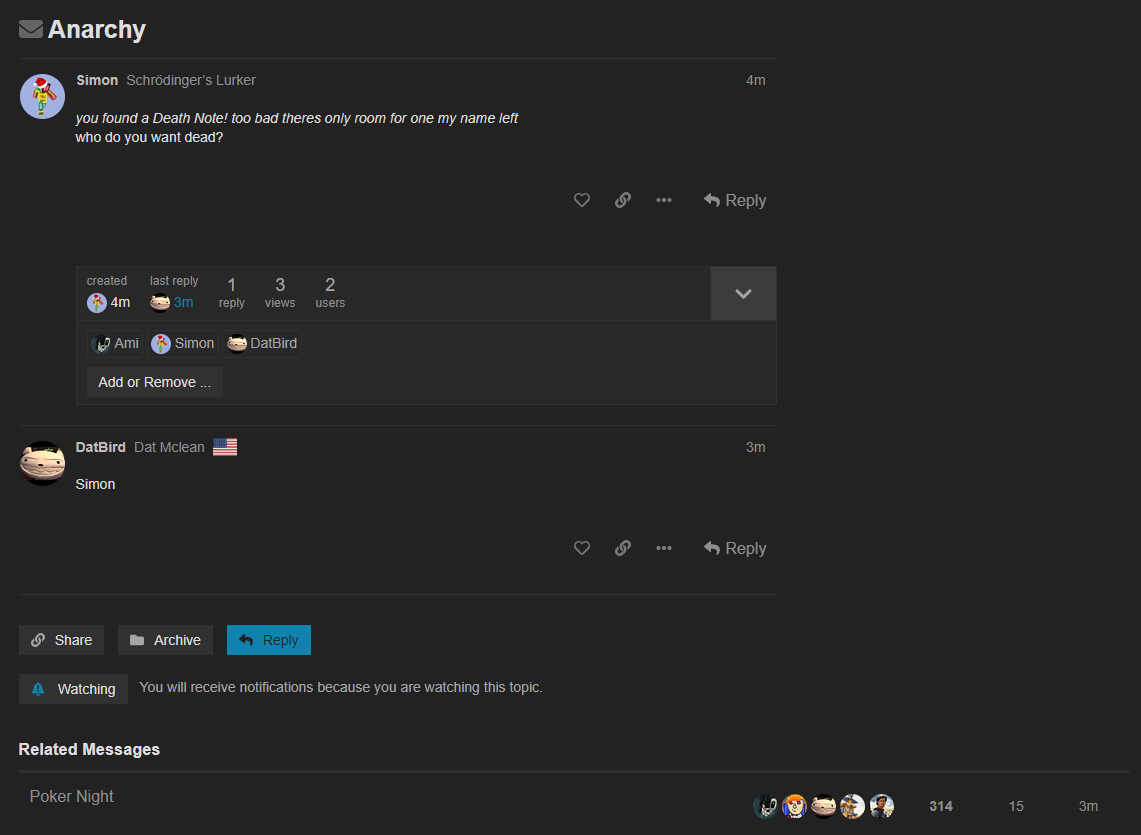 Anarchy
Simon Schrödinger's Lurker 4m
you found a Death Note! too bad theres only room for one my name left
who do you want dead?
Reply
created last reply 1 3 2
4m 3m reply views users
Ami Simon DatBird
Add or Remove ...
DatBird Dat Mclean 3m
Simon
Reply
Share Archive Reply
Watching You will receive notifications because you are watching this topic.
Related Messages
Poker Night 314 15 3m